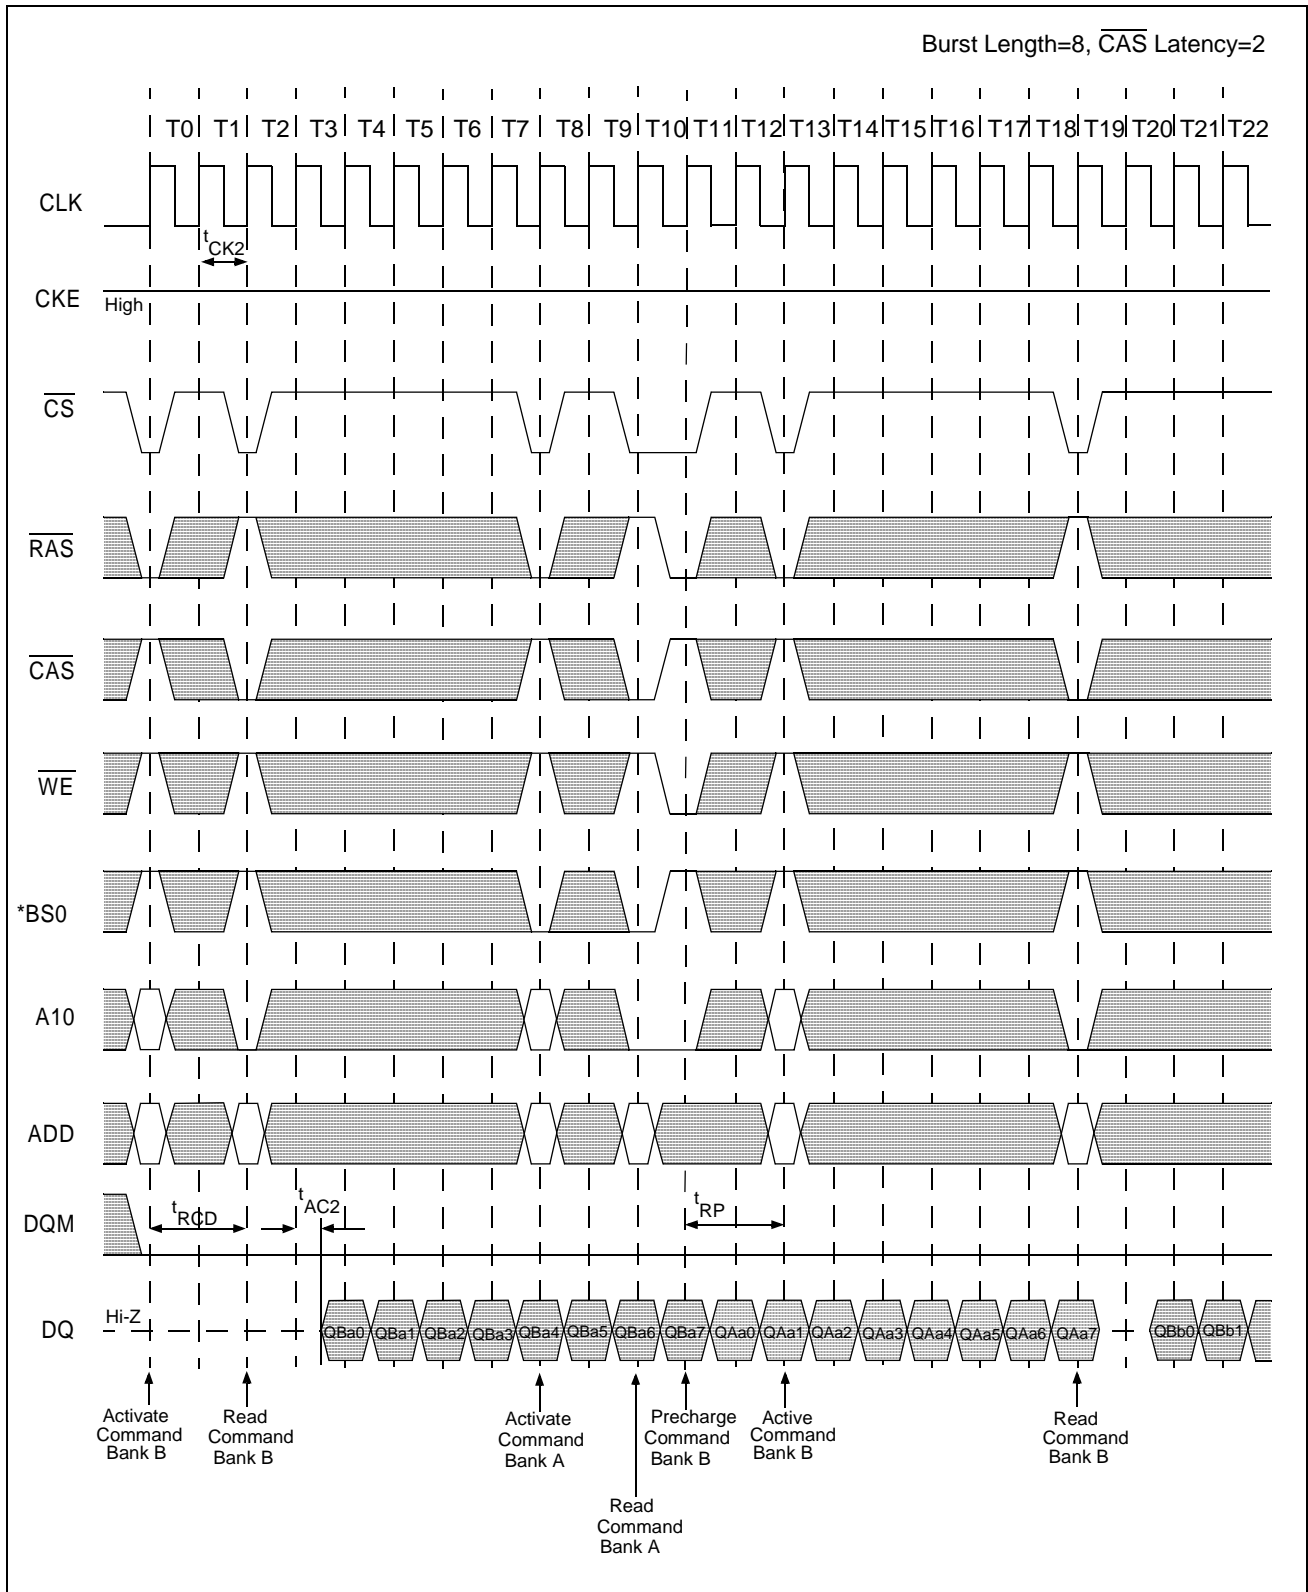 Burst Length=8, CAS Latency=2
T0 T1 T2 T3 T4 T5 T6 T7 T8 T9 T10 T11 T12 T13 T14 T15 T16 T17 T18 T19 T20 T21 T22
CLK
tCK2
CKE
High
CS
RAS
CAS
WE
*BS0
A10
ADD
DQM
tRCD
tAC2
tRP
DQ
Hi-Z
QBa0 QBa1 QBa2 QBa3 QBa4 QBa5 QBa6 QBa7 QAa0 QAa1 QAa2 QAa3 QAa4 QAa5 QAa6 QAa7 QBb0 QBb1
Activate
Command
Bank B
Read
Command
Bank B
Activate
Command
Bank A
Read
Command
Bank A
Precharge
Command
Bank B
Active
Command
Bank B
Read
Command
Bank B